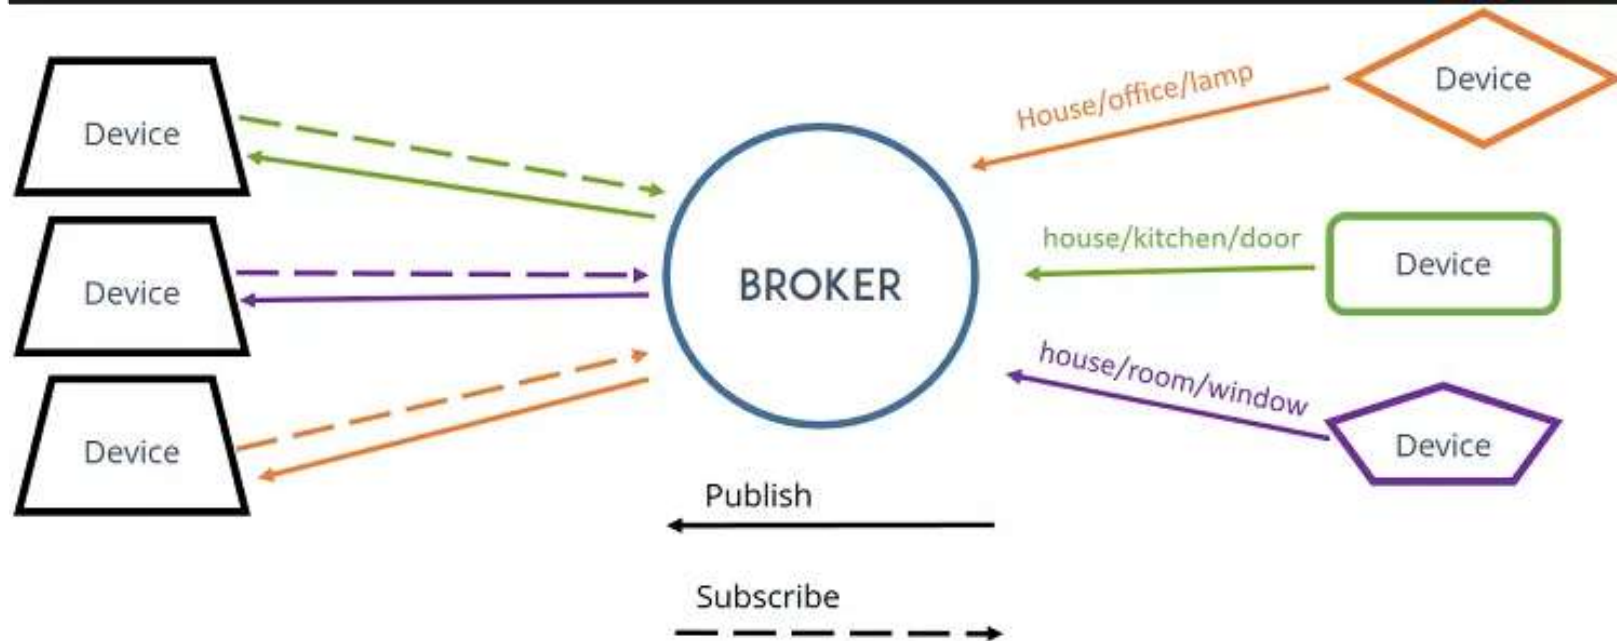 House/office/lamp
Device
Device
house/kitchen/door
Device
BROKER
Device
Device
house/room/window
Device
Device
Publish
Subscribe